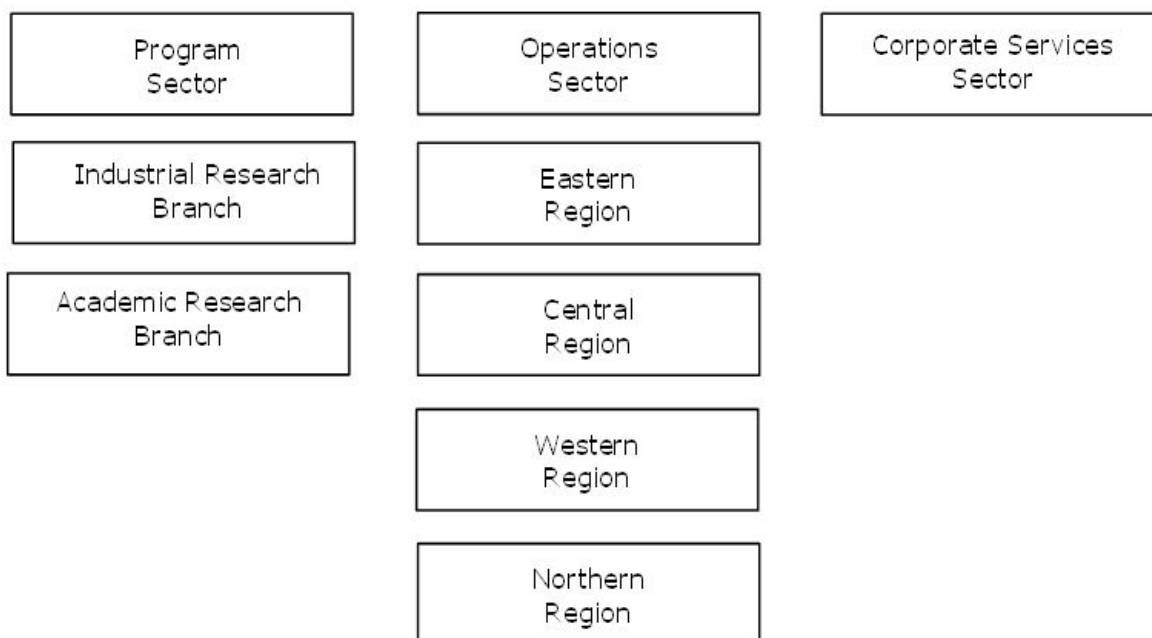 Program
Sector
Operations
Sector
Corporate Services
Sector
Industrial Research
Branch
Eastern
Region
Academic Research
Branch
Central
Region
Western
Region
Northern
Region